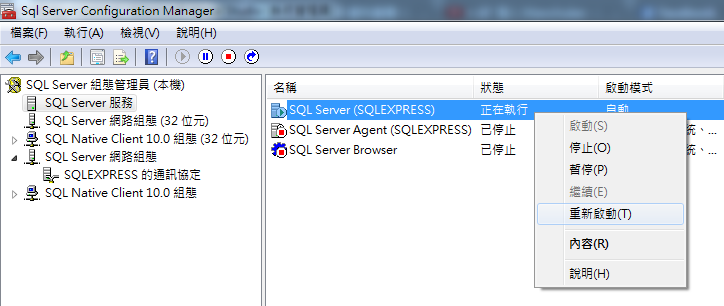 Sql Server Configuration Manager
檔案(F) 執行(A) 檢視(V) 說明(H)
SQL Server 組態管理員 (本機)
SQL Server 服務
SQL Server 網路組態 (32 位元)
SQL Native Client 10.0 組態 (32 位元)
SQL Server 網路組態
SQLEXPRESS 的通訊協定
SQL Native Client 10.0 組態
名稱 狀態 啟動模式
SQL Server (SQLEXPRESS) 正在執行 自動
SQL Server Agent (SQLEXPRESS) 已停止 統、...
SQL Server Browser 已停止 統、...
啟動(S)
停止(O)
暫停(P)
繼續(E)
重新啟動(T)
內容(R)
說明(H)